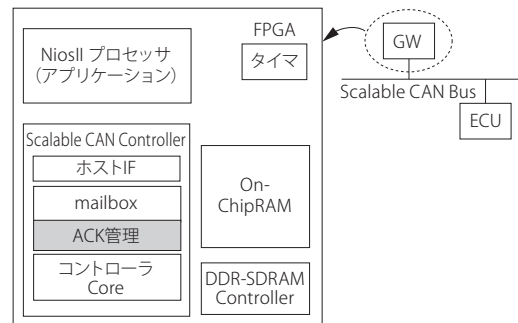 FPGA
NiosII プロセッサ
（アプリケーション）
タイマ
GW
Scalable CAN Bus
ECU
Scalable CAN Controller
ホストIF
mailbox
ACK管理
コントローラ
Core
On-
ChipRAM
DDR-SDRAM
Controller